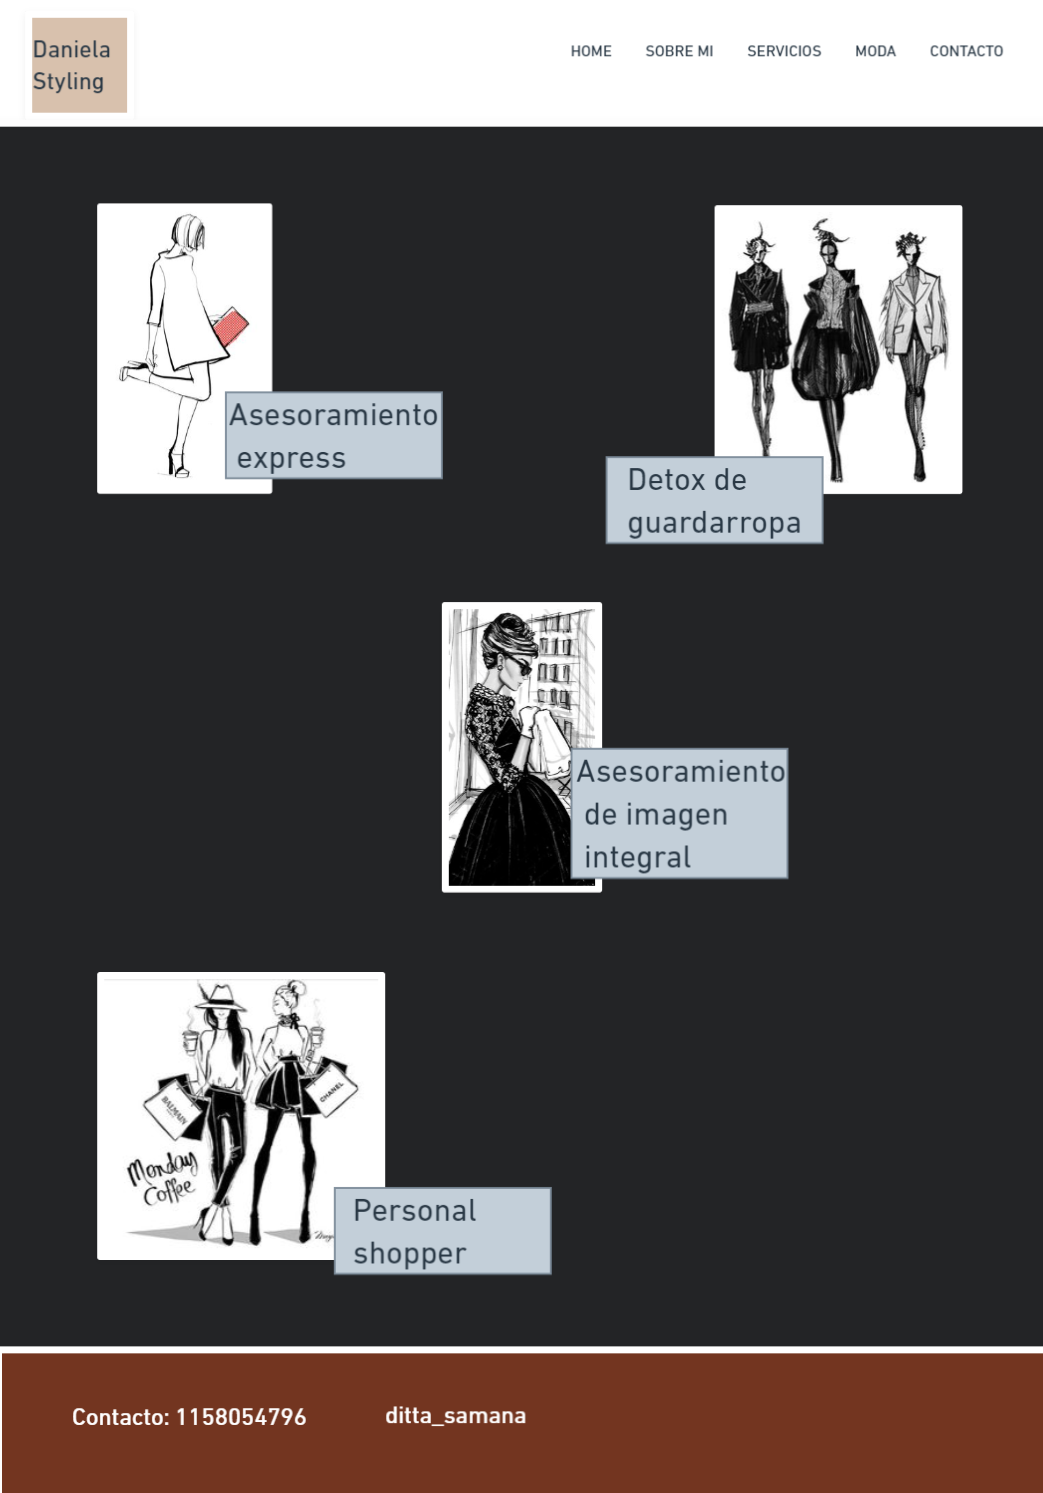 Daniela
Styling
HOME SOBRE MI SERVICIOS MODA CONTACTO
Asesoramiento
express
Detox de
guardarropa
Asesoramiento
de imagen
integral
BALMAIN
CHANEL
Monday
Coffee
Personal
shopper
Contacto: 1158054796 ditta_samana